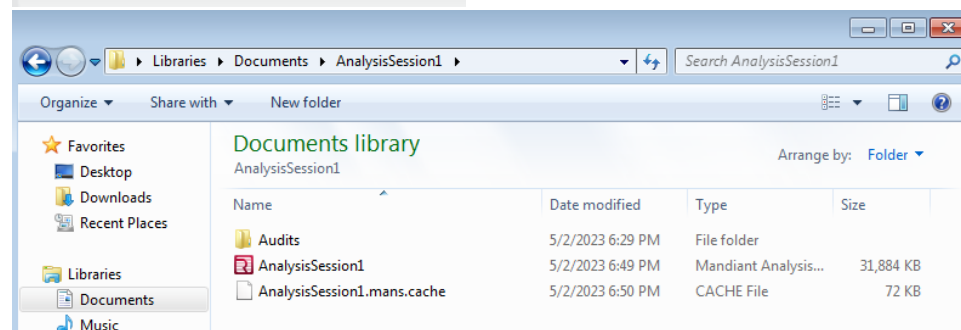 Libraries Documents AnalysisSession1
Search AnalysisSession1
Organize Share with New folder
Favorites
Desktop
Downloads
Recent Places
Libraries
Documents
Music
Documents library
AnalysisSession1
Arrange by: Folder
Name Date modified Type Size
Audits 5/2/2023 6:29 PM File folder
AnalysisSession1 5/2/2023 6:49 PM Mandiant Analysis... 31,884 KB
AnalysisSession1.mans.cache 5/2/2023 6:50 PM CACHE File 72 KB